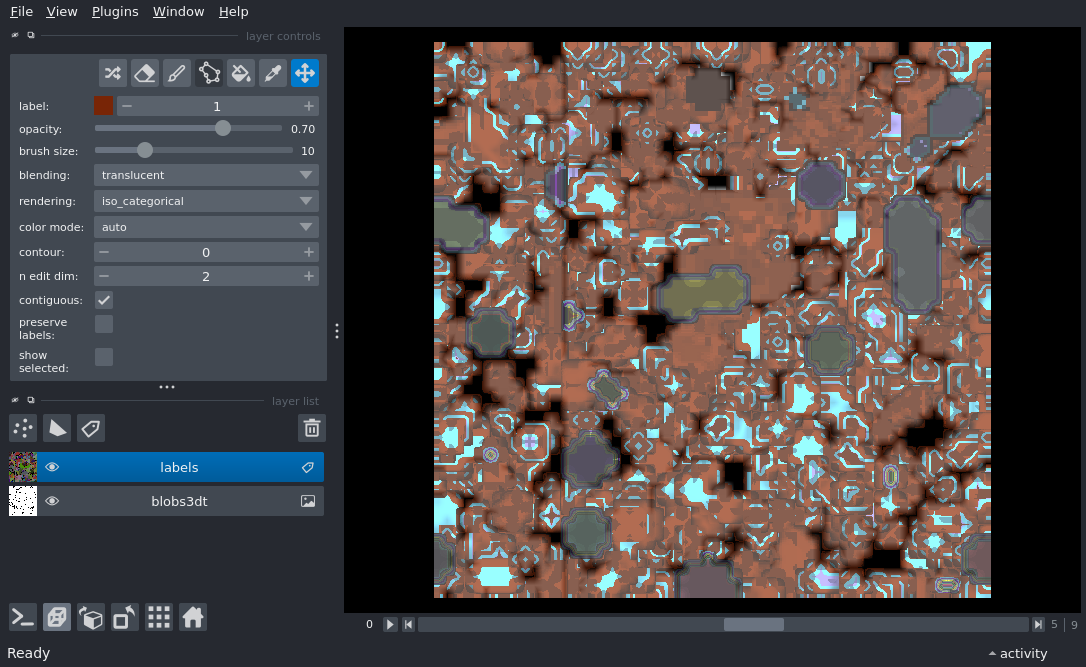 File View Plugins Window Help
layer controls
label: 1
opacity: 0.70
brush size: 10
blending: translucent
rendering: iso_categorical
color mode: auto
contour: 0
n edit dim: 2
contiguous:
preserve
labels:
show
selected:
layer list
labels
blobs3dt
0 5 | 9
Ready activity